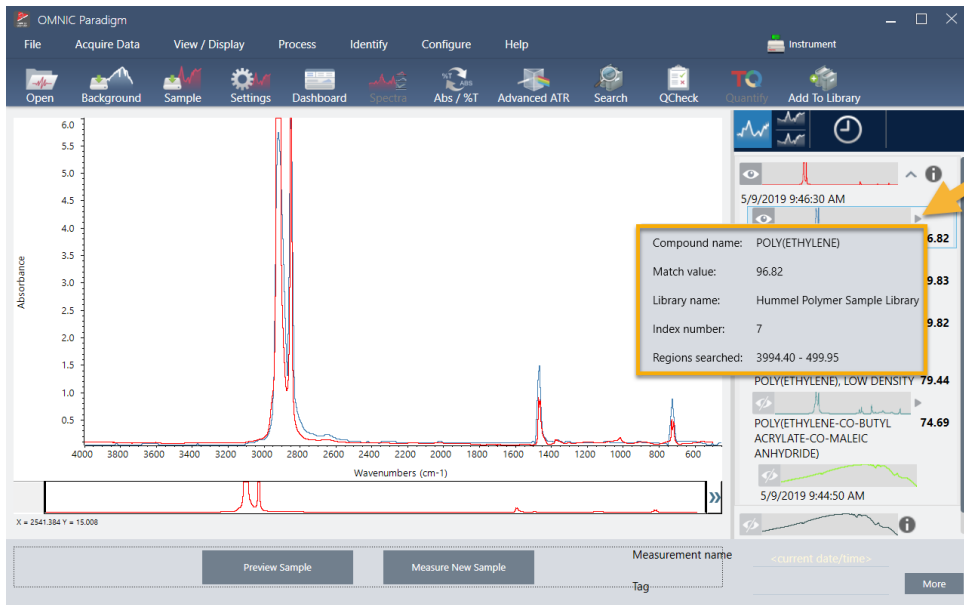 OMNIC Paradigm
File Acquire Data View / Display Process Identify Configure Help Instrument
Open Background Sample Settings Dashboard Spectra %T ABS Abs / %T Advanced ATR Search QCheck TQ Quantify Add To Library
6.0
5.5
5.0
4.5
4.0
3.5
3.0
2.5
2.0
1.5
1.0
0.5
Absorbance
4000 3800 3600 3400 3200 3000 2800 2600 2400 2200 2000 1800 1600 1400 1200 1000 800 600
Wavenumbers (cm-1)
X = 2541.384 Y = 15.008
5/9/2019 9:46:30 AM
6.82
Compound name: POLY(ETHYLENE)
Match value: 96.82
9.83
Library name: Hummel Polymer Sample Library
9.82
Index number: 7
Regions searched: 3994.40 - 499.95
POLY(ETHYLENE), LOW DENSITY 79.44
POLY(ETHYLENE-CO-BUTYL 74.69
ACRYLATE-CO-MALEIC
ANHYDRIDE)
5/9/2019 9:44:50 AM
Preview Sample Measure New Sample
Measurement name <current date/time>
Tag
More